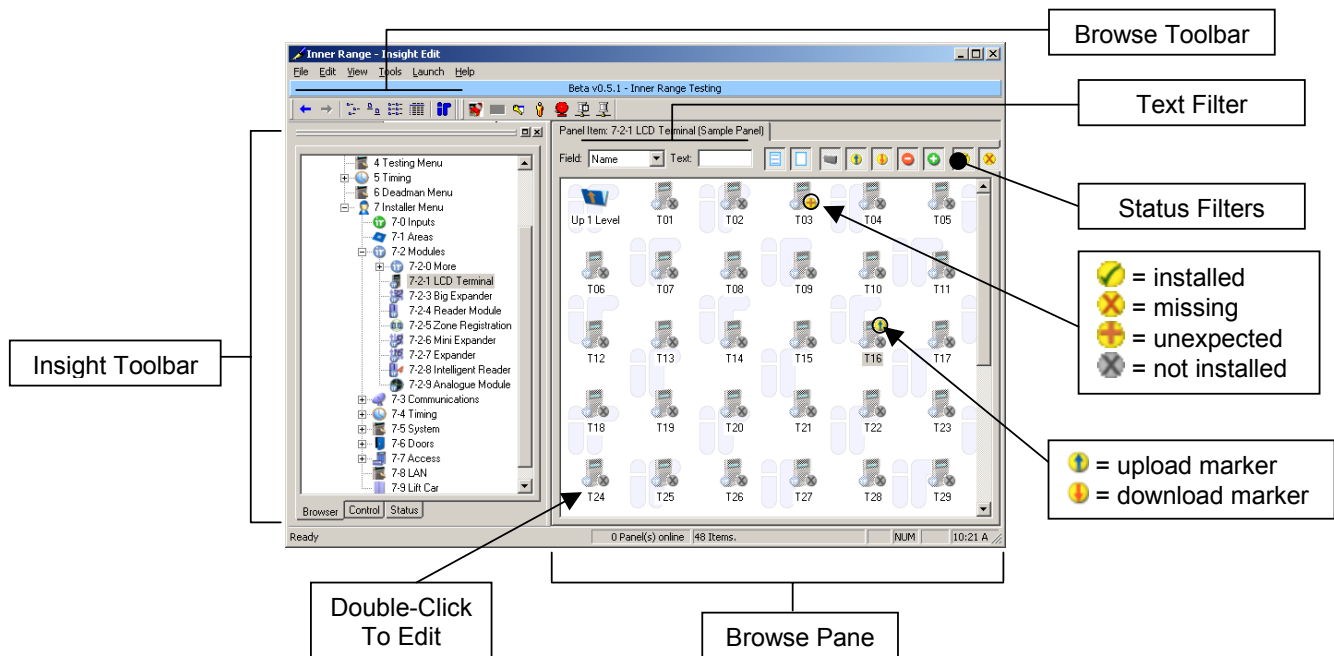 Browse Toolbar
Text Filter
Status Filters
= installed
= missing
= unexpected
= not installed
= upload marker
= download marker
Insight Toolbar
Double-Click
To Edit
Browse Pane
Inner Range - Insight Edit
File Edit View Tools Launch Help
Beta v0.5.1 - Inner Range Testing
Panel Item: 7-2-1 LCD Terminal (Sample Panel)
Field: Name Text:
4 Testing Menu
5 Timing
6 Deadman Menu
7 Installer Menu
7-0 Inputs
7-1 Areas
7-2 Modules
7-2-0 More
7-2-1 LCD Terminal
7-2-3 Big Expander
7-2-4 Reader Module
7-2-5 Zone Registration
7-2-6 Mini Expander
7-2-7 Expander
7-2-8 Intelligent Reader
7-2-9 Analogue Module
7-3 Communications
7-4 Timing
7-5 System
7-6 Doors
7-7 Access
7-8 LAN
7-9 Lift Car
Browser Control Status
Up 1 Level T01 T02 T03 T04 T05
T06 T07 T08 T09 T10 T11
T12 T13 T14 T15 T16 T17
T18 T19 T20 T21 T22 T23
T24 T25 T26 T27 T28 T29
Ready 0 Panel(s) online 48 Items. NUM 10:21 A